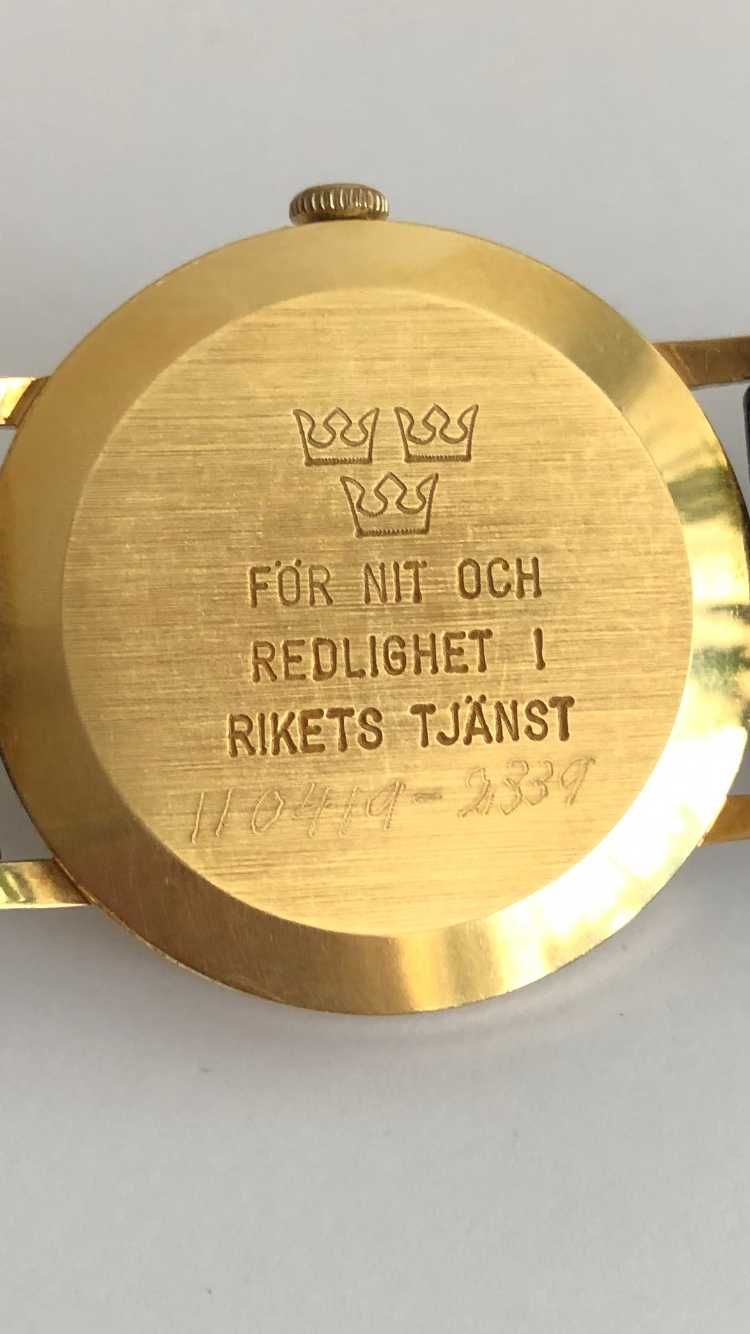 FÖR NIT OCH
REDLIGHET I
RIKETS TJÄNST
110419-2339